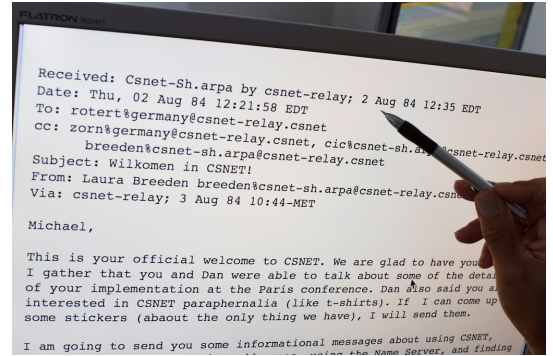 FLATRON
Received: Csnet-Sh.arpa by csnet-relay; 2 Aug 84 12:35 EDT
Date: Thu, 02 Aug 84 12:21:58 EDT
To: rotert%germany@csnet-relay.csnet
cc: zorn%germany@csnet-relay.csnet, cic%csnet-sh. @csnet-relay.csnet
breeden%csnet-sh.arpa@csnet-relay.csnet
Subject: Wilkomen in CSNET!
From: Laura Breeden breeden%csnet-sh.arpa@csnet-relay.
Via: csnet-relay; 3 Aug 84 10:44-MET
Michael,
This is your official welcome to CSNET. We are glad to have
I gather that you and Dan were able to talk about some of the
of your implementation at the Paris conference. Dan also said you
interested in CSNET paraphernalia (like t-shirts). If I can come up
some stickers (abaout the only thing we have), I will send them.
I am going to send you some informational messages about using CSNET,
using the Name Server, and finding